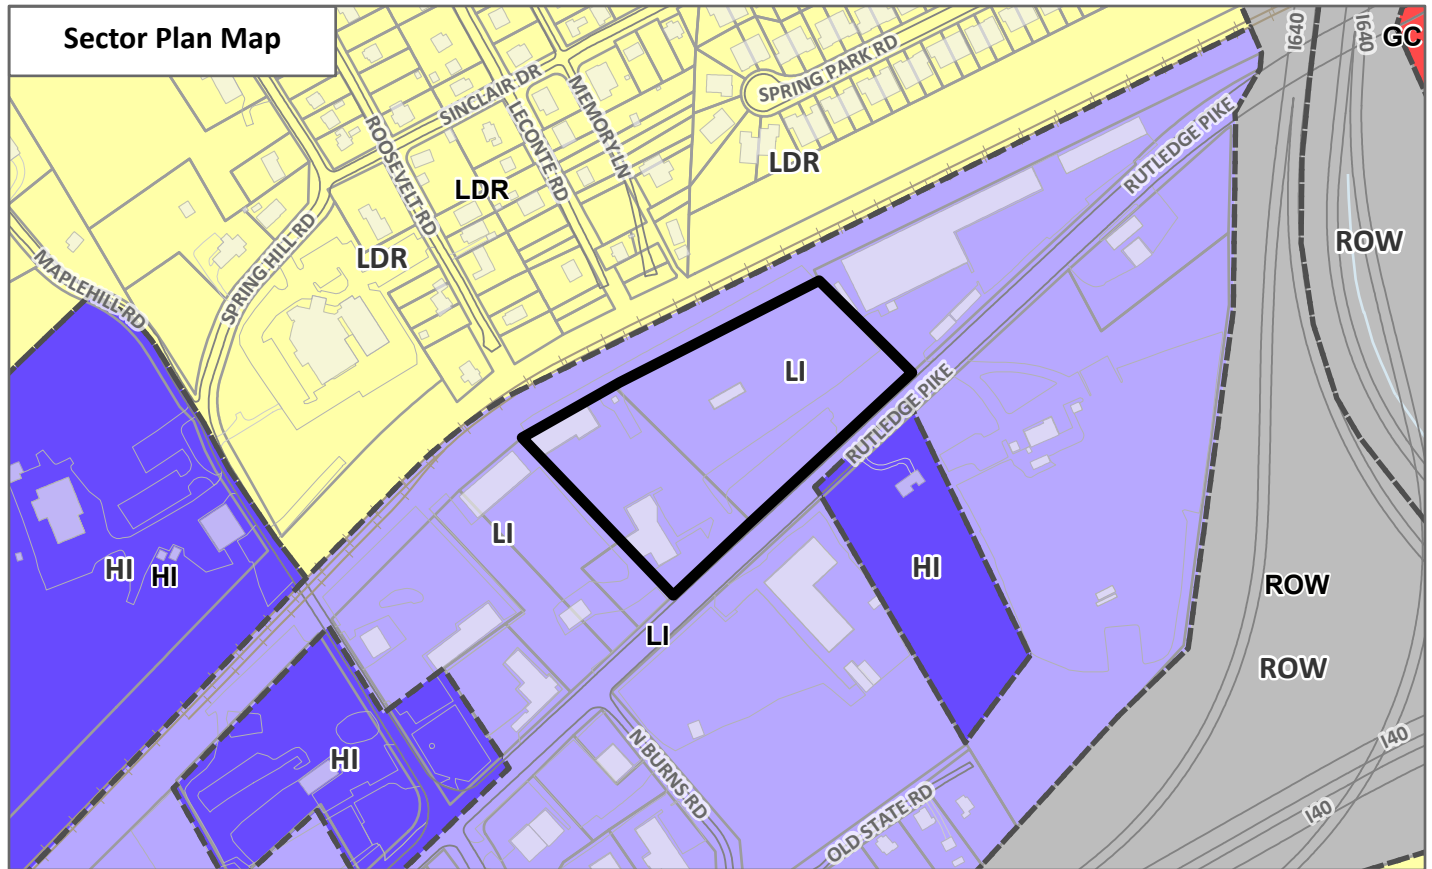 Sector Plan Map
I640
I640
GC
SPRING PARK RD
SINCLAIR DR
MEMORY LN
LECONTE RD
ROOSEVELT RD
RUTLEDGE PIKE
LDR
LDR
LDR
SPRING HILL RD
MAPLEHILL RD
ROW
LI
RUTLEDGE PIKE
LI
HI
HI
HI
ROW
LI
ROW
HI
N BURNS RD
I40
OLD STATE RD
I40